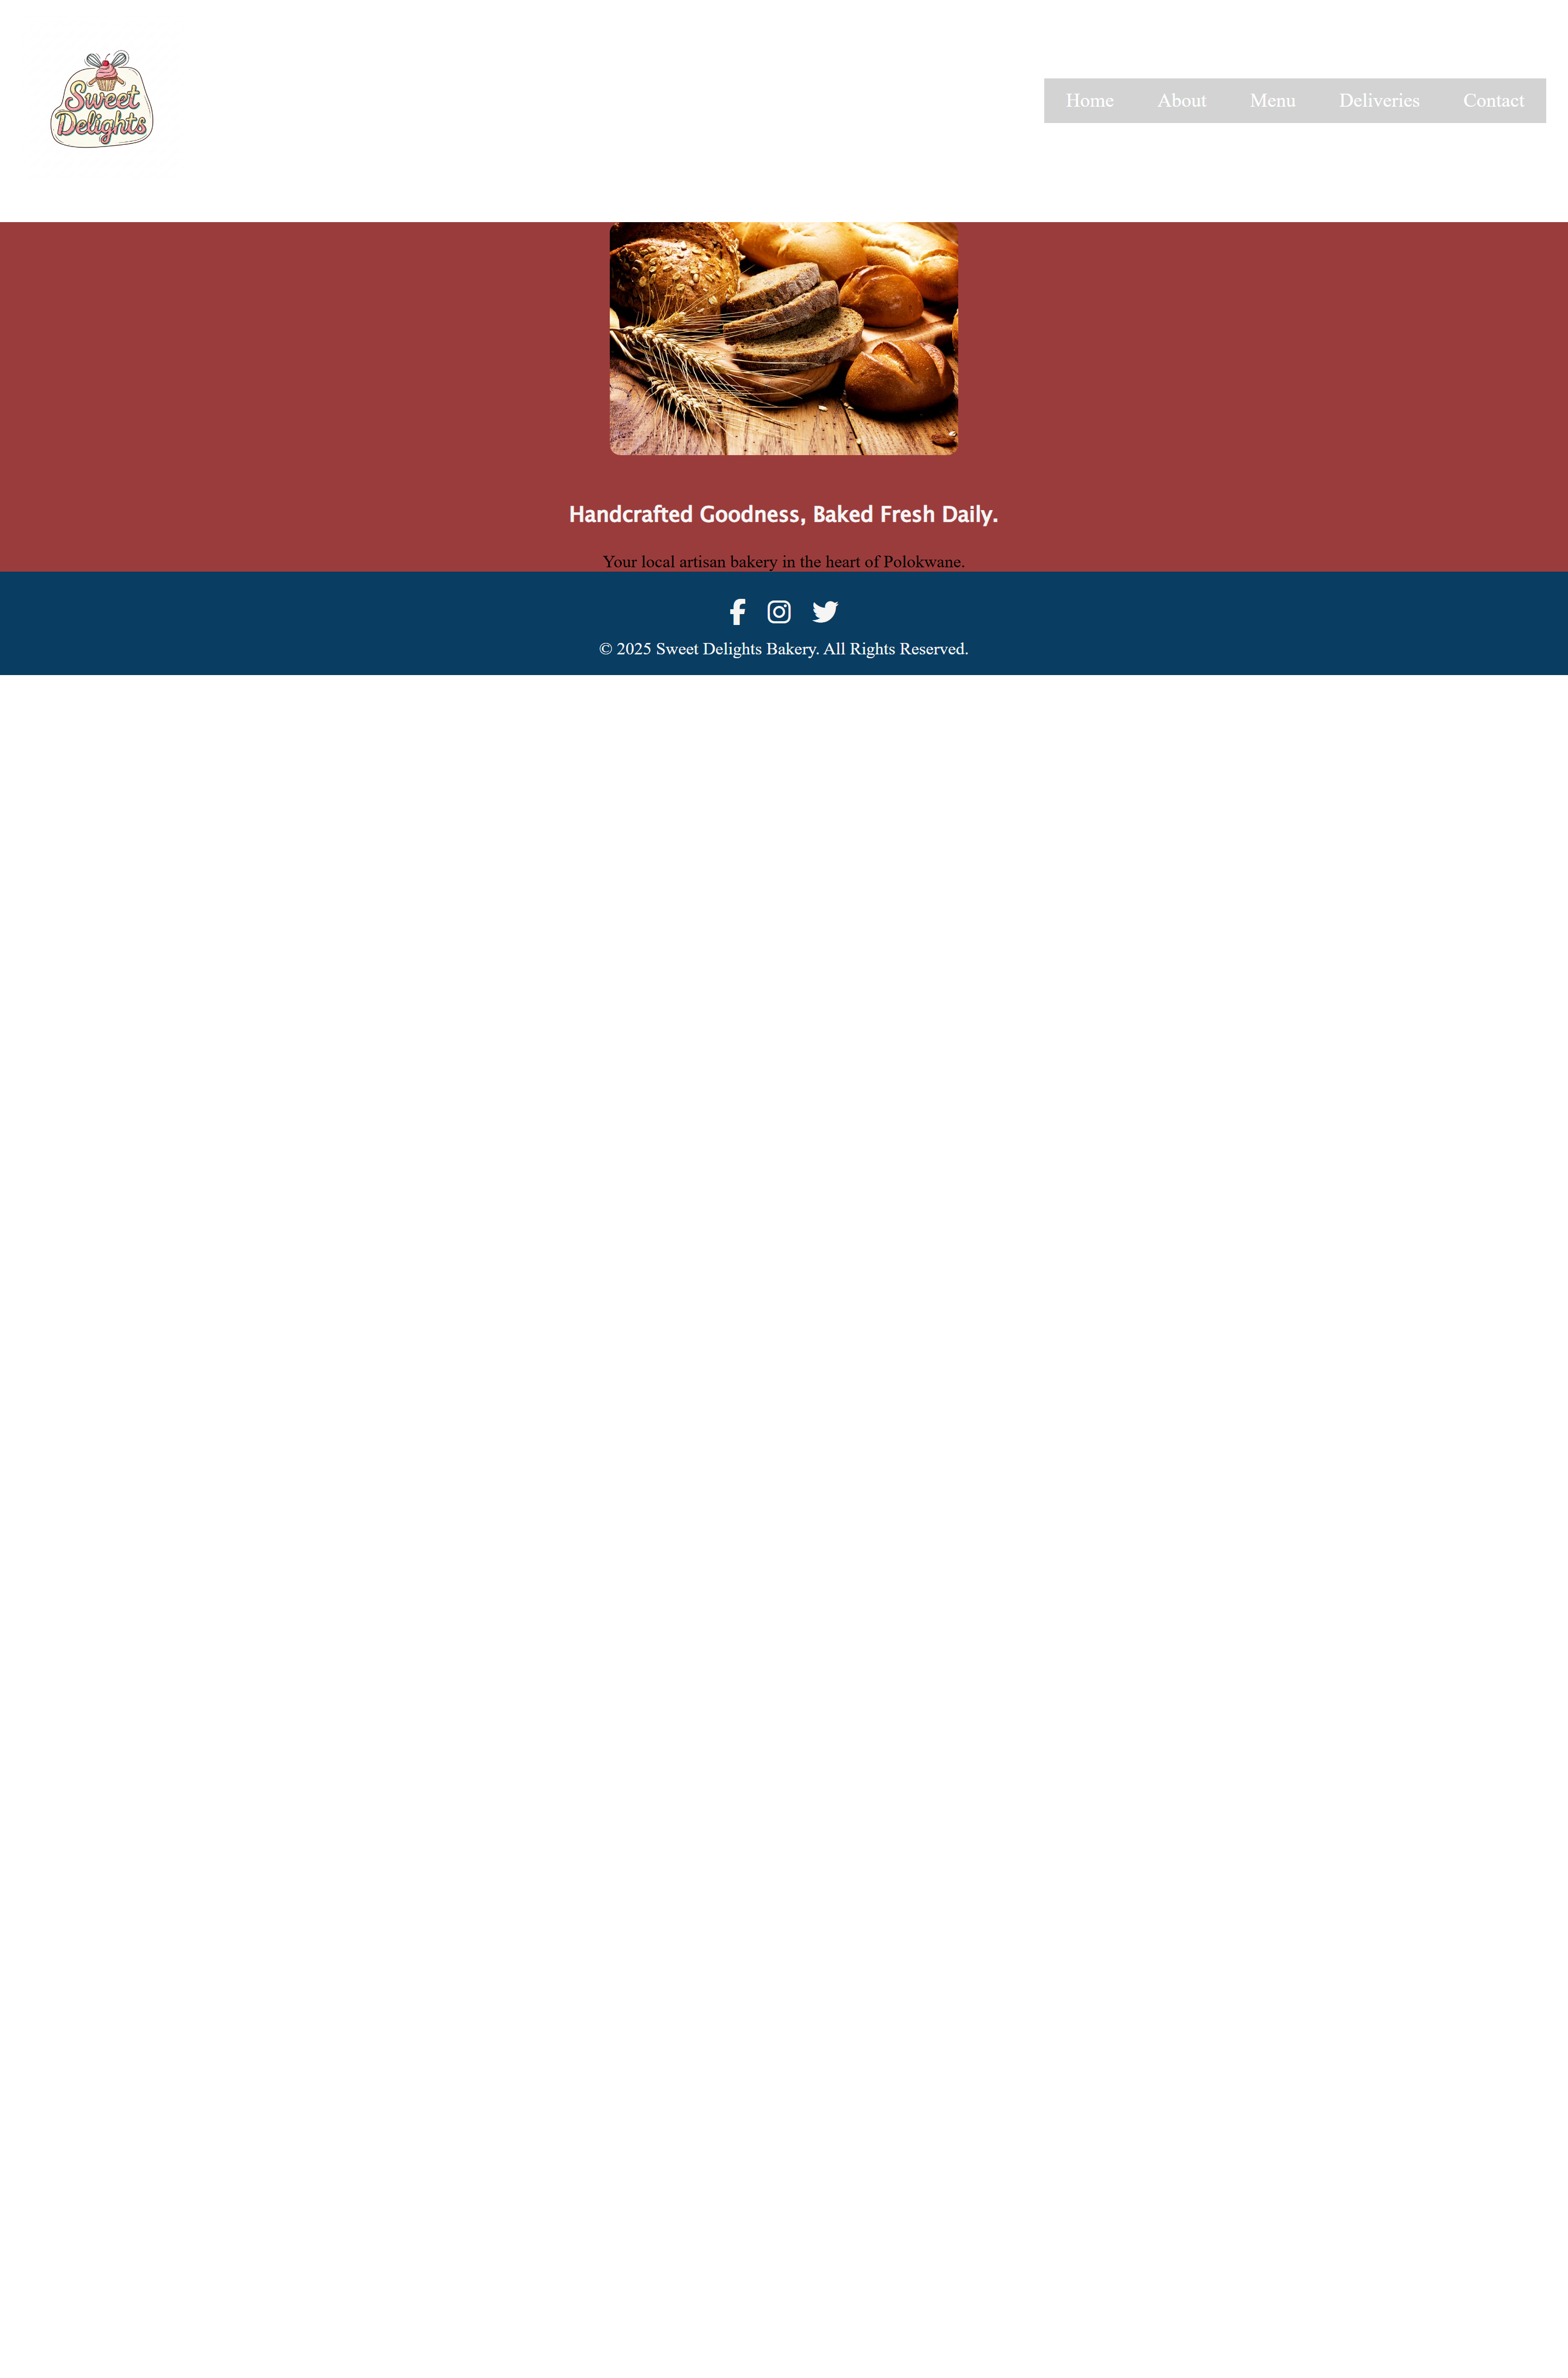 Sweet
Delights
Home About Menu Deliveries Contact
Handcrafted Goodness, Baked Fresh Daily.
Your local artisan bakery in the heart of Polokwane.
© 2025 Sweet Delights Bakery. All Rights Reserved.